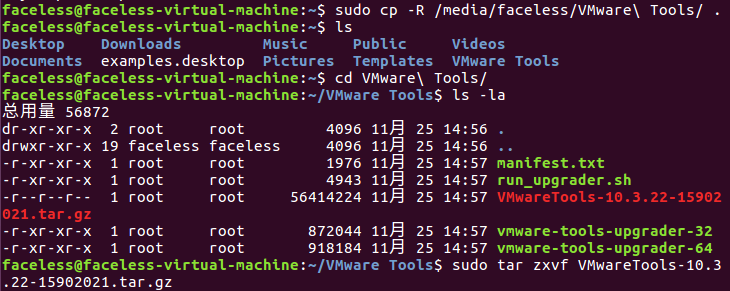 faceless@faceless-virtual-machine:~$ sudo cp -R /media/faceless/VMware\ Tools/ .
faceless@faceless-virtual-machine:~$ ls
Desktop Downloads Music Public Videos
Documents examples.desktop Pictures Templates VMware Tools
faceless@faceless-virtual-machine:~$ cd VMware\ Tools/
faceless@faceless-virtual-machine:~/VMware Tools$ ls -la
总用量 56872
dr-xr-xr-x 2 root root 4096 11月 25 14:56 .
drwxr-xr-x 19 faceless faceless 4096 11月 25 14:56 ..
-r-xr-xr-x 1 root root 1976 11月 25 14:57 manifest.txt
-r-xr-xr-x 1 root root 4943 11月 25 14:57 run_upgrader.sh
-r--r--r-- 1 root root 56414224 11月 25 14:57 VMwareTools-10.3.22-15902
021.tar.gz
-r-xr-xr-x 1 root root 872044 11月 25 14:57 vmware-tools-upgrader-32
-r-xr-xr-x 1 root root 918184 11月 25 14:57 vmware-tools-upgrader-64
faceless@faceless-virtual-machine:~/VMware Tools$ sudo tar zxvf VMwareTools-10.3
.22-15902021.tar.gz